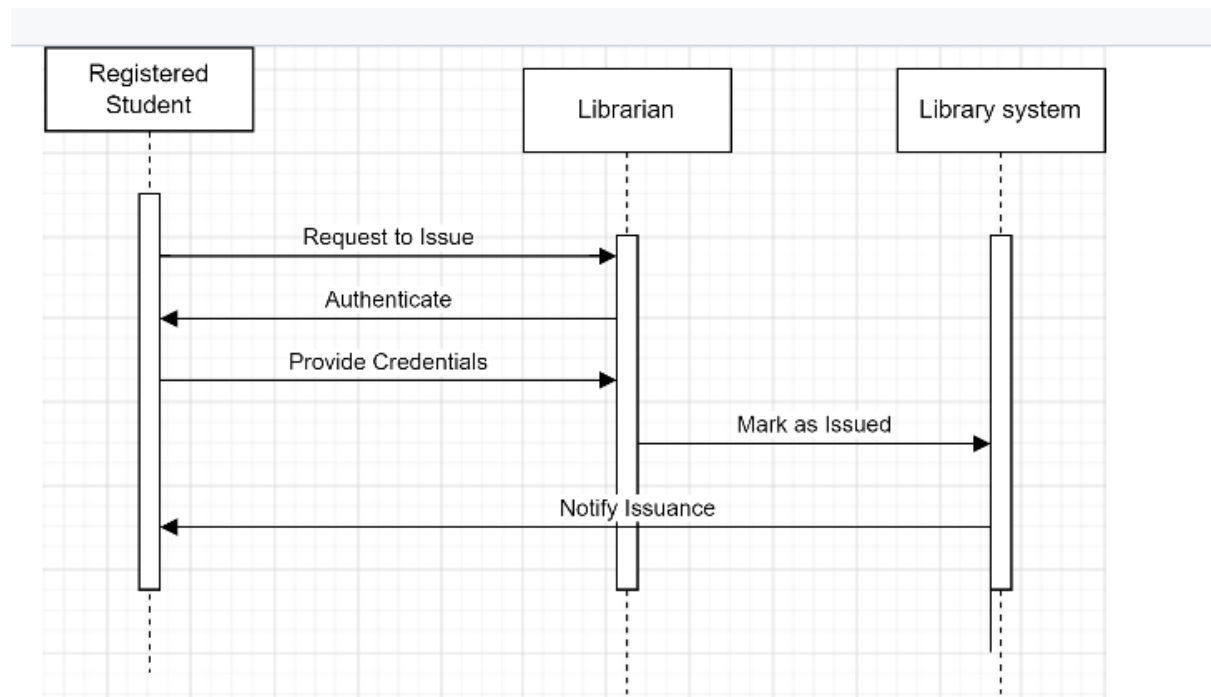 Registered
Student
Librarian
Library system
Request to Issue
Authenticate
Provide Credentials
Mark as Issued
Notify Issuance